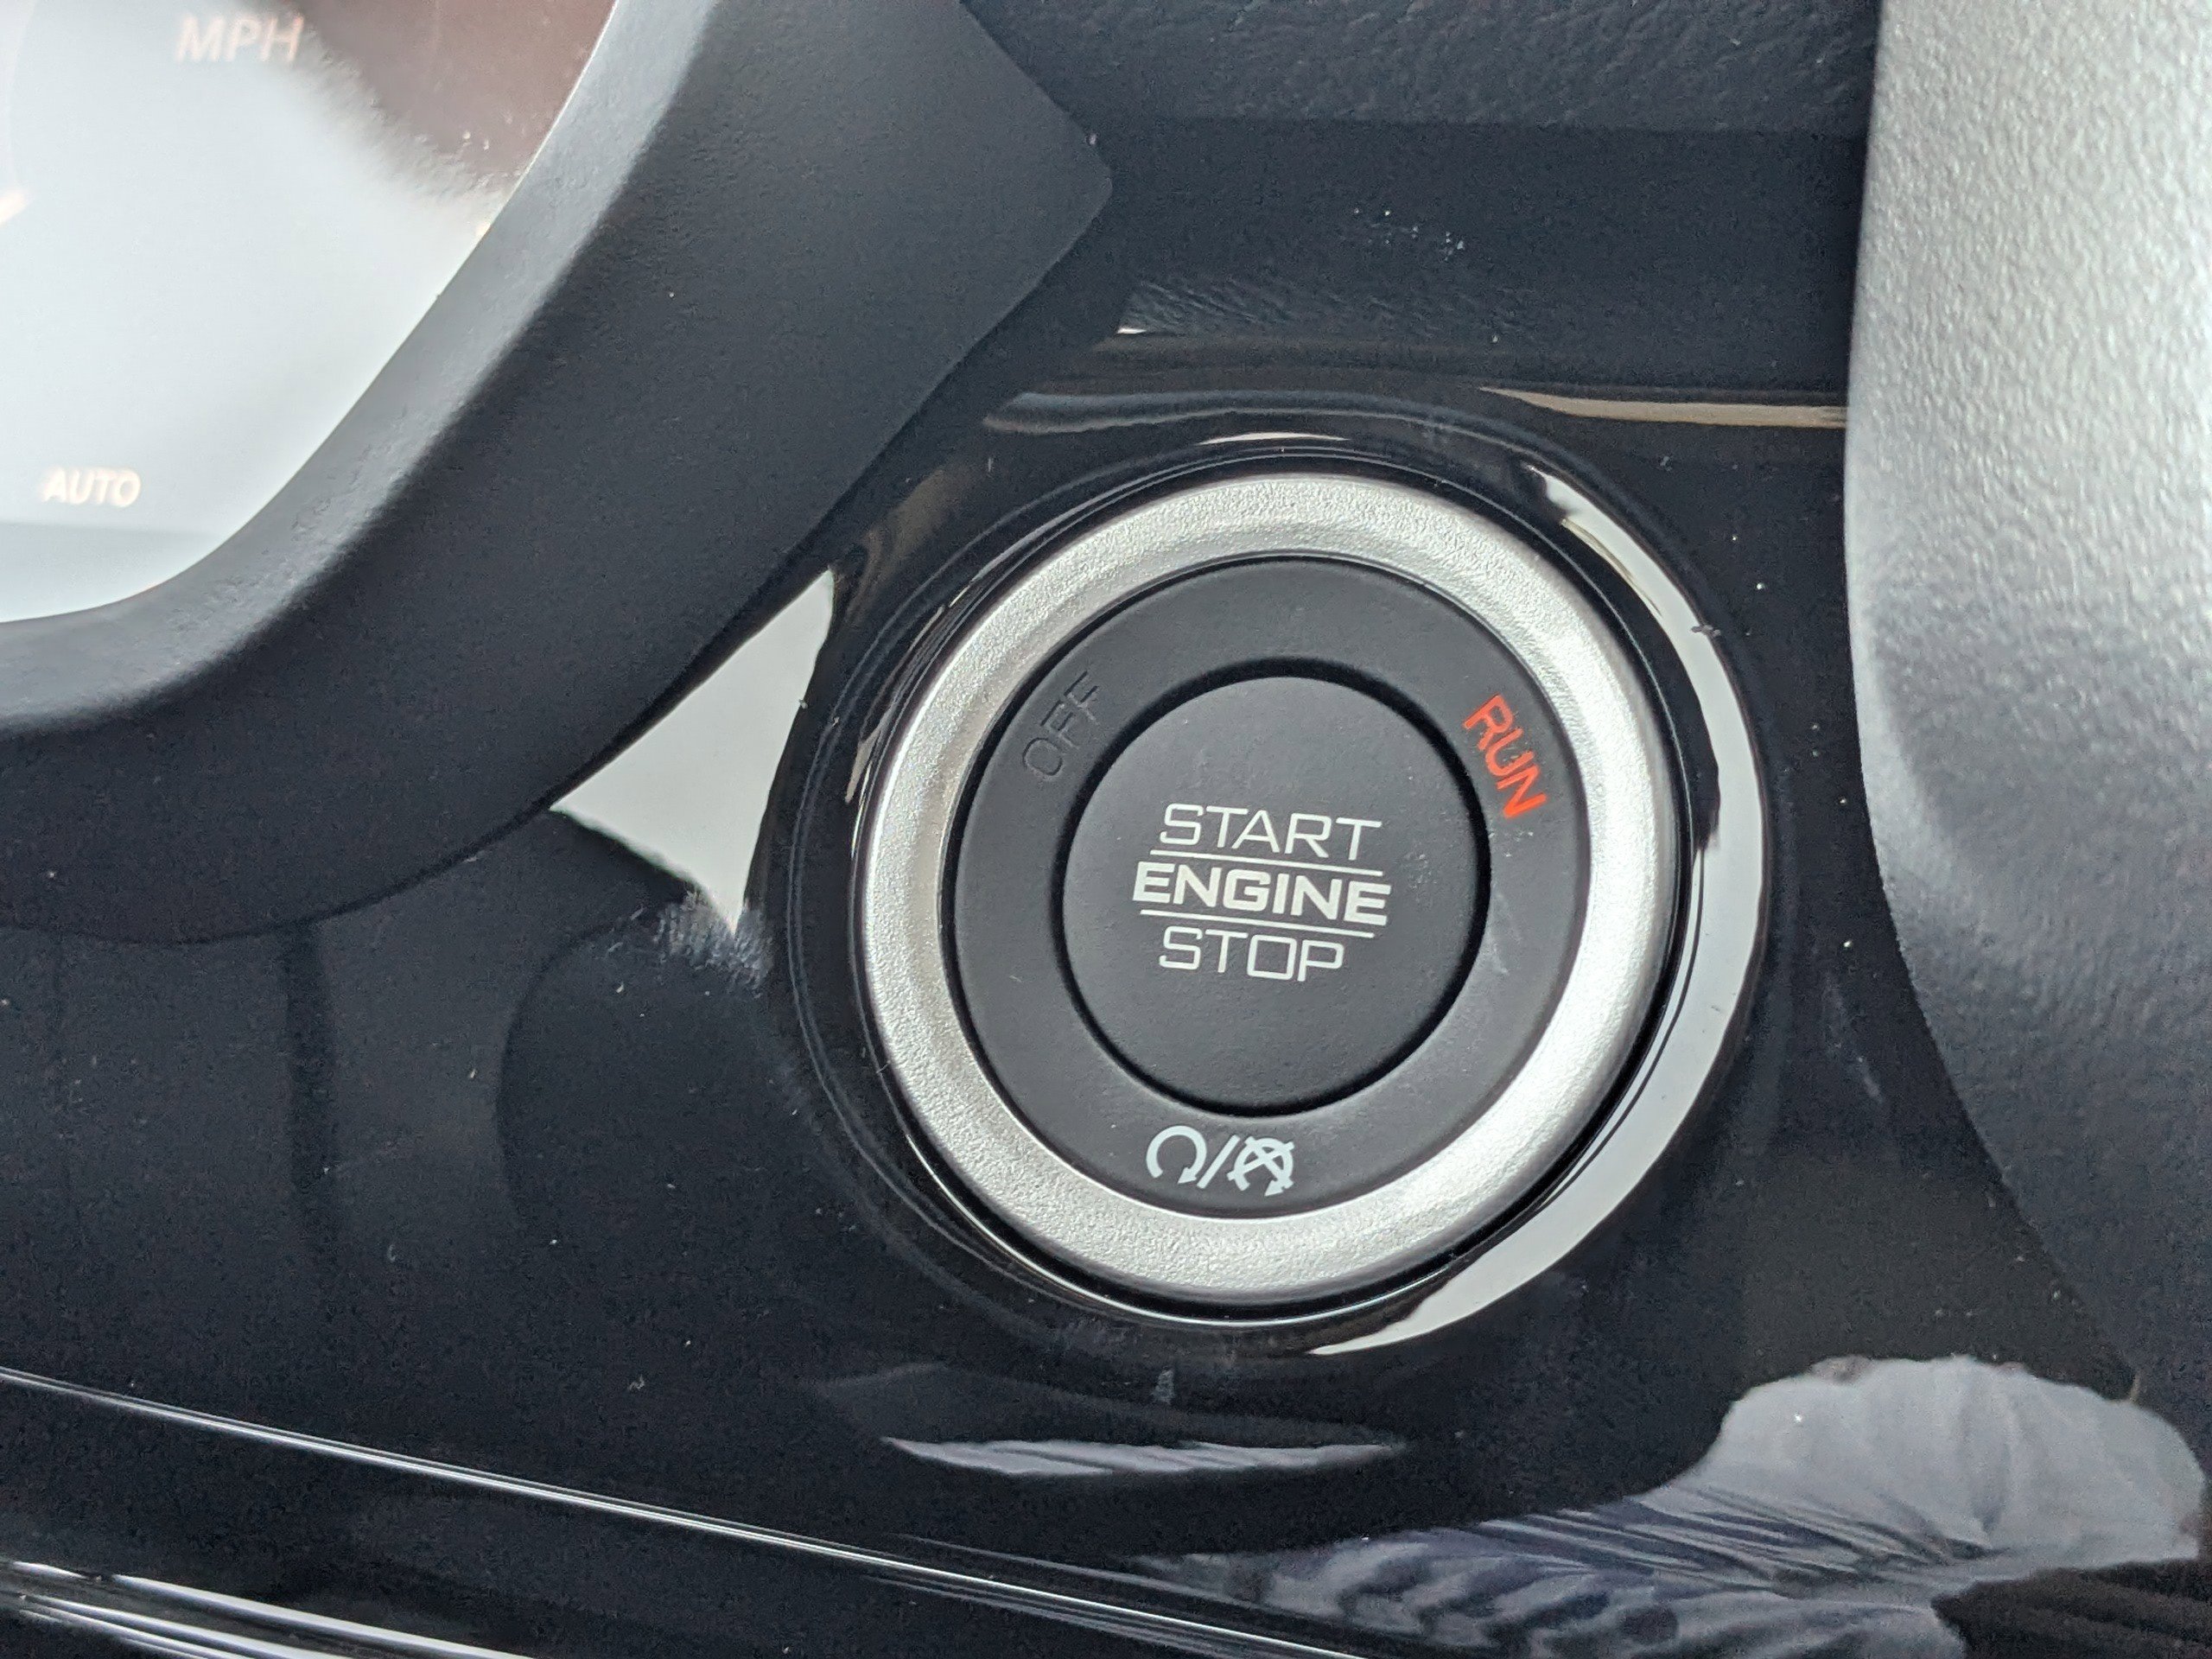 MPH
AUTO
OFF
RUN
START
ENGINE
STOP